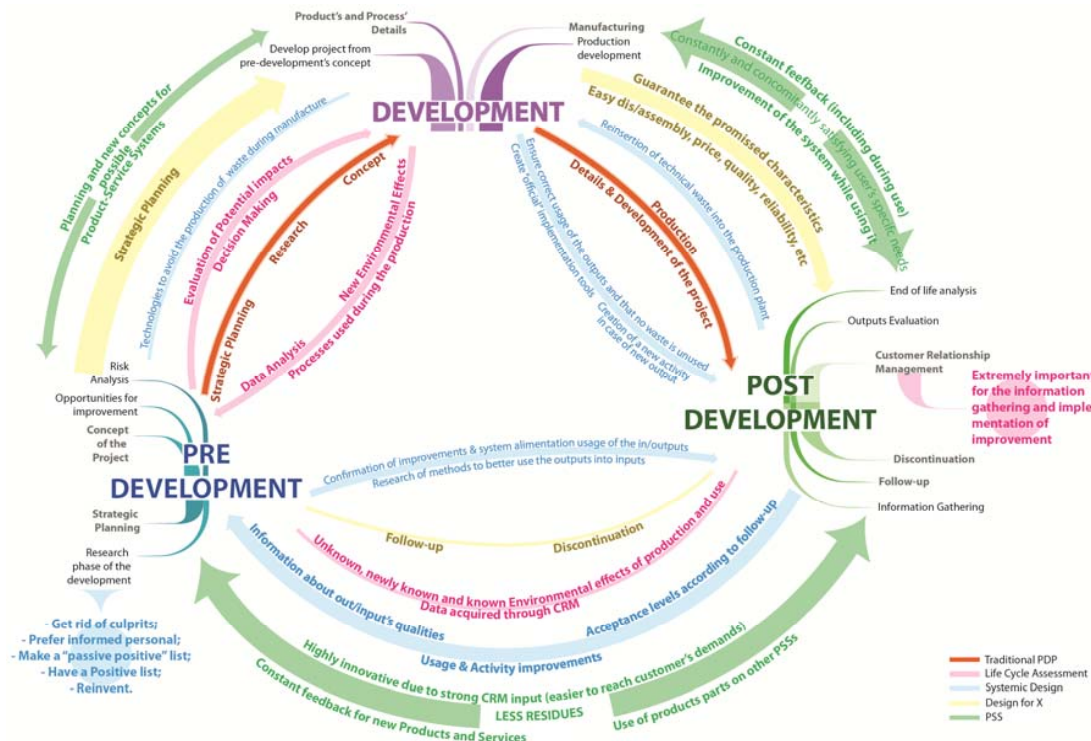 Product's and Process'
Details
Develop project from
pre-development's concept
Manufacturing
Production
development
DEVELOPMENT
Planning and new concepts for
possible
Product-Service Systems
Strategic Planning
Technologies to avoid the production of waste during manufacture
Evaluation of Potential impacts
Decision Making
Strategic Planning
Research
Concept
New Environmental Effects
Data Analysis
Processes used during the production
Constant feefback (including during use)
Constantly and concomitantly satisfying user's specific needs
Improvement of the system while using it
Guarantee the promissed characteristics
Easy dis/assembly, price, quality, reliability, etc
Reinsertion of technical waste into the production plant
Production
Details & Development of the project
Ensure correct usage of the outputs and that no waste is unused
Create "official" implementation tools
Creation of a new activity
in case of new output
End of life analysis
Outputs Evaluation
Customer Relationship
Management
Extremely important
for the information
gathering and imple-
mentation of
improvement
POST
DEVELOPMENT
Discontinuation
Follow-up
Information Gathering
Risk
Analysis
Opportunities for
improvement
Concept
of the
Project
PRE
DEVELOPMENT
Strategic
Planning
Research
phase of the
development
- Get rid of culprits;
- Prefer informed personal;
- Make a "passive positive" list;
- Have a Positive list;
- Reinvent.
Confirmation of improvements & system alimentation usage of the in/outputs
Research of methods to better use the outputs into inputs
Follow-up
Discontinuation
Unknown, newly known and known Environmental effects of production and use
Data acquired through CRM
Information about out/input's qualities
Acceptance levels according to follow-up
Usage & Activity improvements
Highly innovative due to strong CRM input (easier to reach customer's demands)
Constant feedback for new Products and Services
LESS RESIDUES
Use of products parts on other PSSs
Traditional PDP
Life Cycle Assessment
Systemic Design
Design for X
PSS